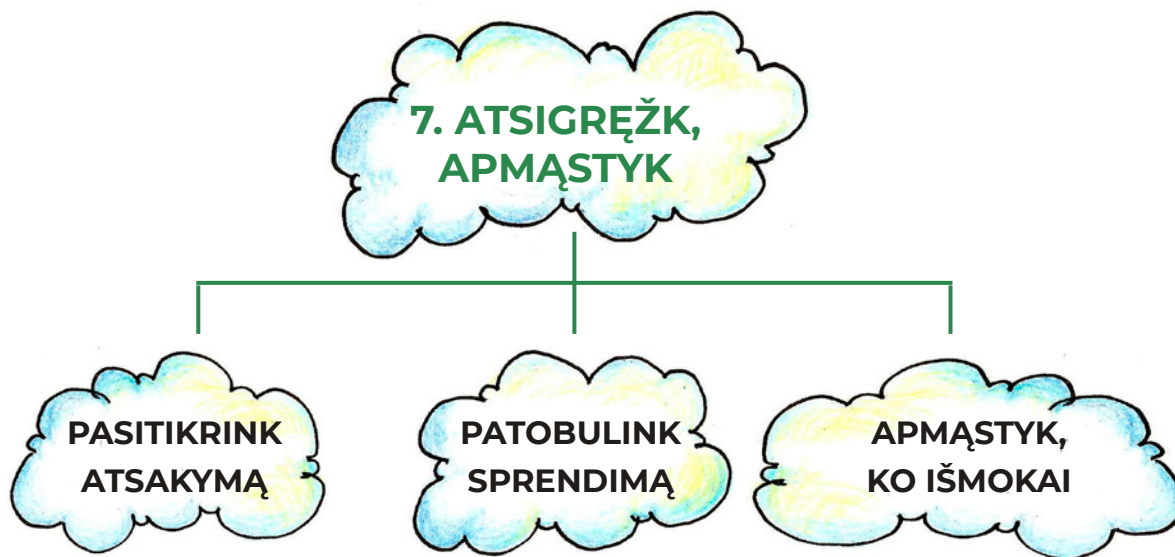 7. ATSIGRĘŽK,
APMĄSTYK
PASITIKRINK
ATSAKYMĄ
PATOBULINK
SPRENDIMĄ
APMĄSTYK,
KO IŠMOKAI